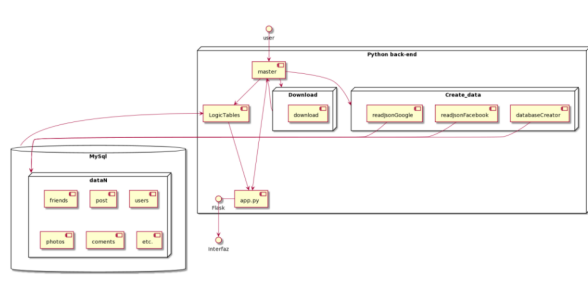 user
Python back-end
master
Download
Create_data
LogicTables
download
readjsonGoogle
readjsonFacebook
databaseCreator
MySql
dataN
friends
post
users
Flask
app.py
photos
coments
etc.
Interfaz